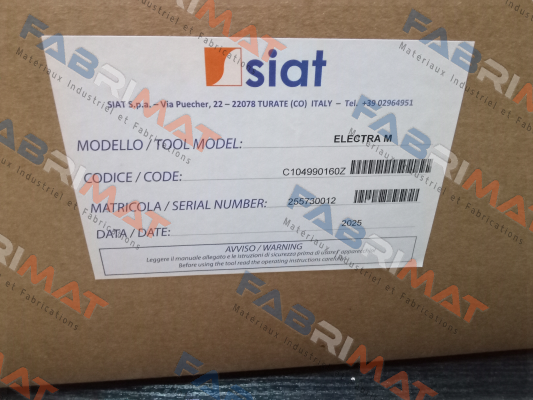 siat
SIAT S.p.a. – Via Puecher, 22 – 22078 TURATE (CO) ITALY – Tel. +39.02964951
MODELLO / TOOL MODEL: ELECTRA M
CODICE / CODE: C104990160Z
MATRICOLA / SERIAL NUMBER: 255730012
DATA / DATE: 2025
AVVISO / WARNING
Leggere il manuale allegato e le istruzioni di sicurezza prima di usare l'
Before using the tool read the operating instructions carefully
FABRIMAT
Matériaux Industriels et Fabrications